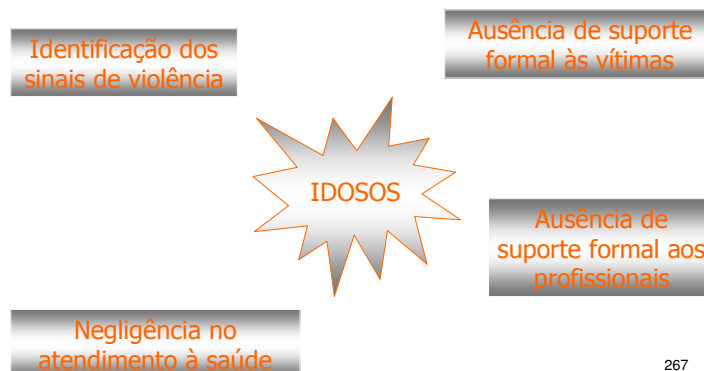 Identificação dos
sinais de violência
Ausência de suporte
formal às vítimas
IDOSOS
Ausência de
suporte formal aos
profissionais
Negligência no
atendimento à saúde
267